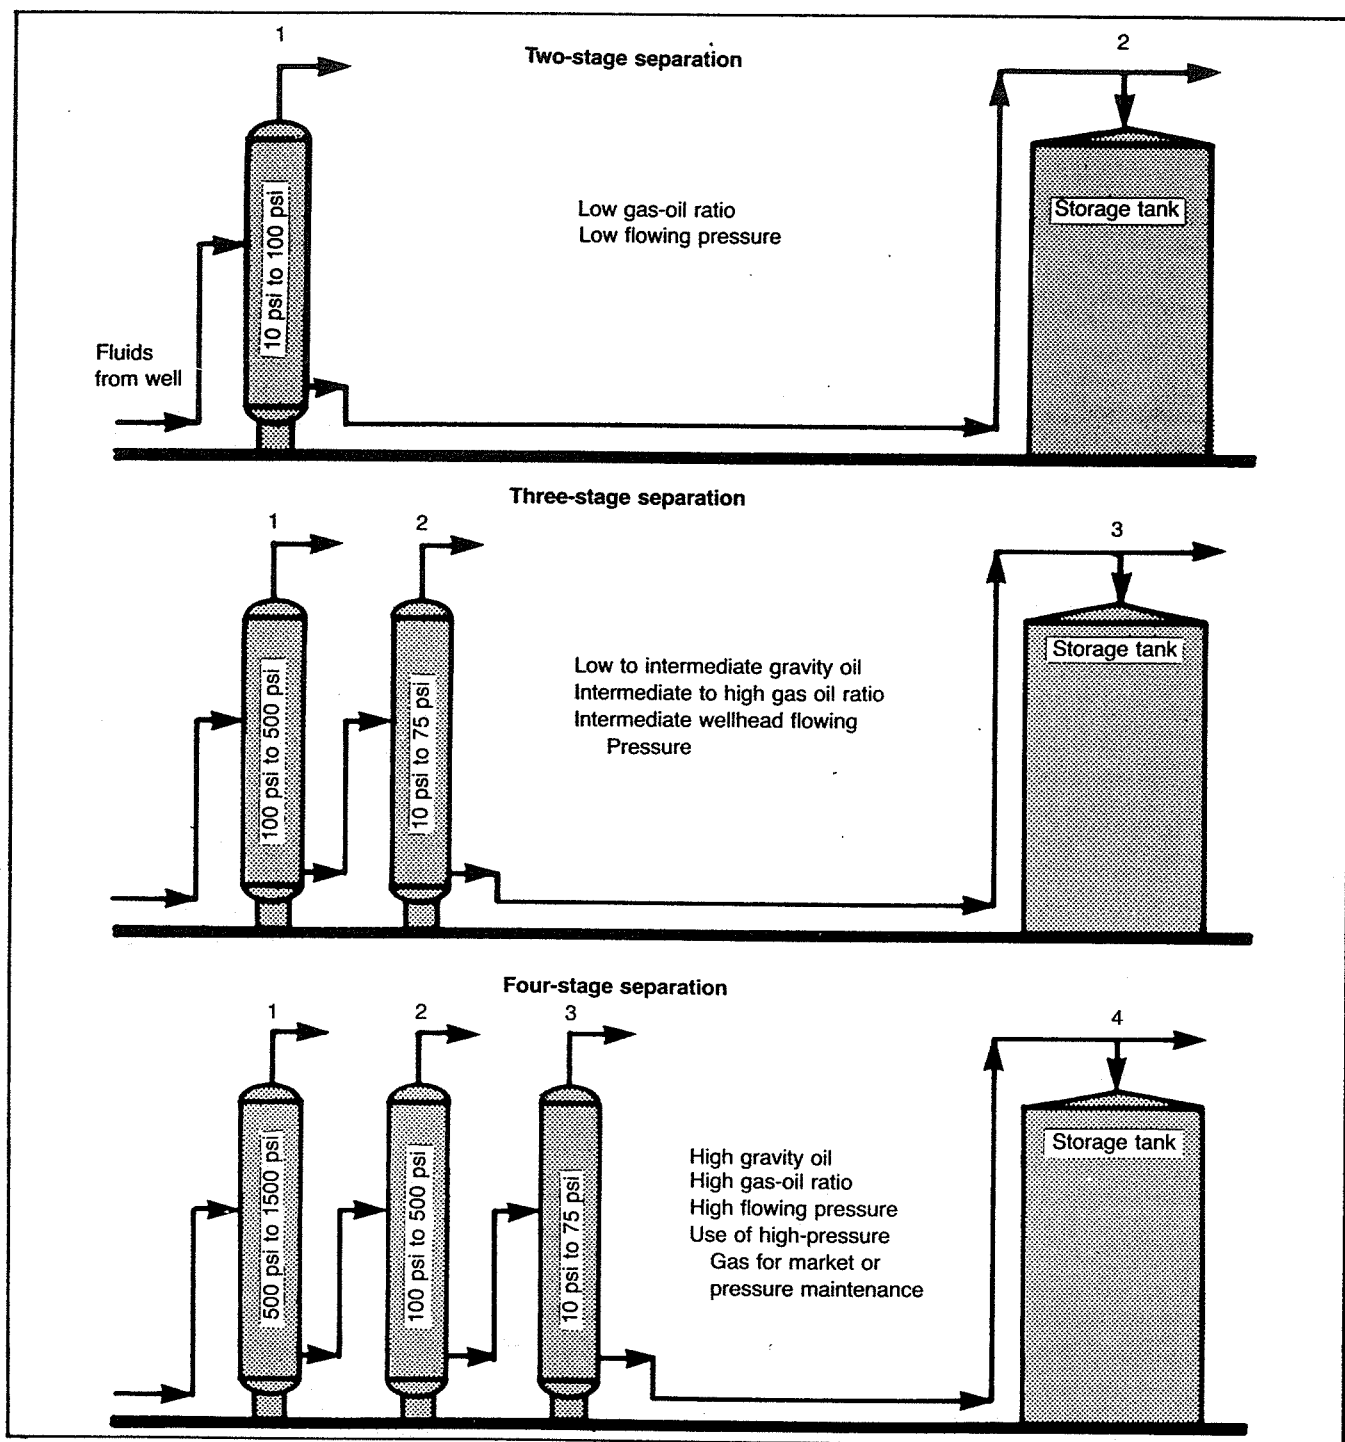 1
Two-stage separation
2
10 psi to 100 psi
Low gas-oil ratio
Low flowing pressure
Storage tank
Fluids
from well
Three-stage separation
1
2
3
100 psi to 500 psi
10 psi to 75 psi
Low to intermediate gravity oil
Intermediate to high gas oil ratio
Intermediate wellhead flowing
Pressure
Storage tank
Four-stage separation
1
2
3
4
500 psi to 1500 psi
100 psi to 500 psi
10 psi to 75 psi
High gravity oil
High gas-oil ratio
High flowing pressure
Use of high-pressure
Gas for market or
pressure maintenance
Storage tank